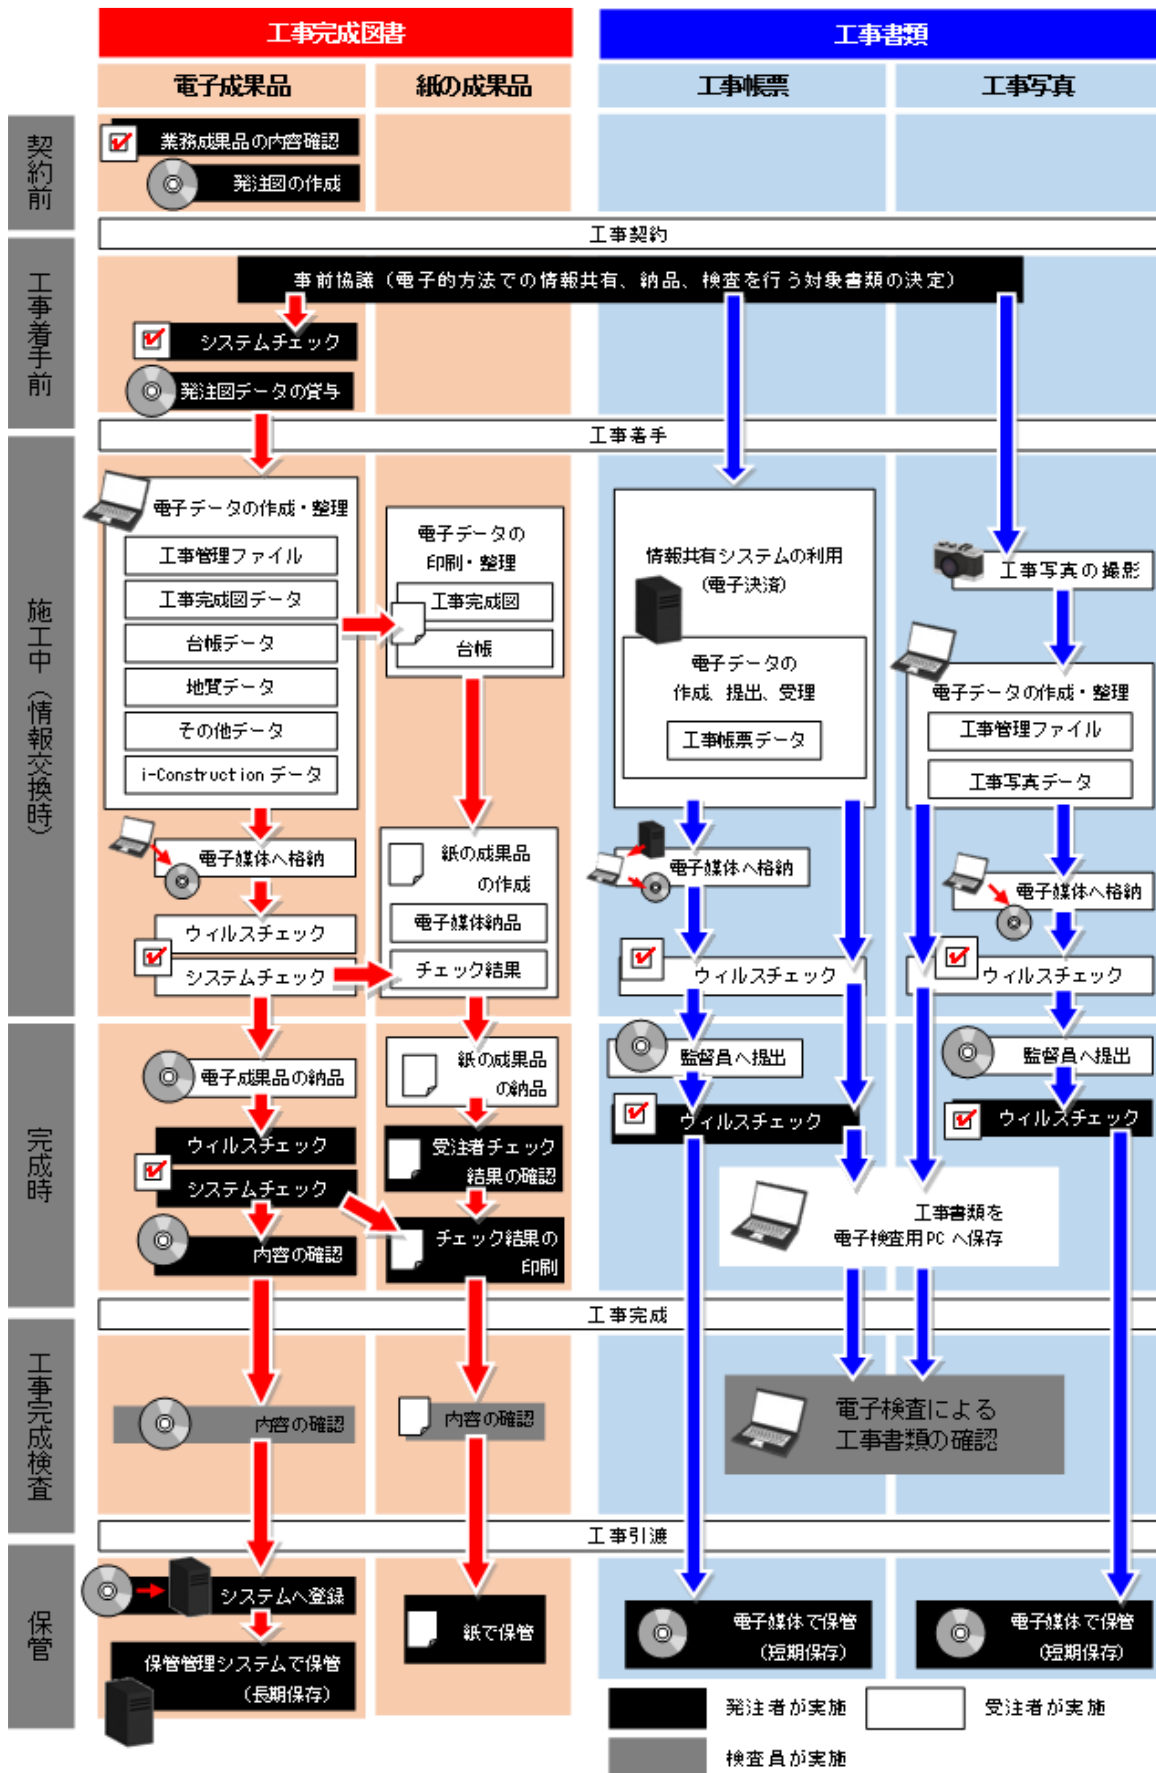 工事完成図書
工事書類
電子成果品
紙の成果品
工事帳票
工事写真
契約前
業務成果品の内容確認
発注図の作成
工事契約
工事着手前
事前協議（電子的方法での情報共有、納品、検査を行う対象書類の決定）
システムチェック
発注図データの貸与
工事着手
施工中（情報交換時）
電子データの作成・整理
工事管理ファイル
工事完成図データ
台帳データ
地質データ
その他データ
i-Construction データ
電子媒体へ格納
ウィルスチェック
システムチェック
電子データの
印刷・整理
工事完成図
台帳
紙の成果品
の作成
電子媒体納品
チェック結果
情報共有システムの利用
（電子決済）
電子データの
作成、提出、受理
工事帳票データ
電子媒体へ格納
ウィルスチェック
工事写真の撮影
電子データの作成・整理
工事管理ファイル
工事写真データ
電子媒体へ格納
ウィルスチェック
完成時
電子成果品の納品
ウィルスチェック
システムチェック
内容の確認
紙の成果品
の納品
受注者チェック
結果の確認
チェック結果の
印刷
監督員へ提出
ウィルスチェック
監督員へ提出
ウィルスチェック
工事書類を
電子検査用PC へ保存
工事完成
工事完成検査
内容の確認
内容の確認
電子検査による
工事書類の確認
工事引渡
保管
システムへ登録
保管管理システムで保管
（長期保存）
紙で保管
電子媒体で保管
（短期保存）
電子媒体で保管
（短期保存）
発注者が実施
受注者が実施
検査員が実施